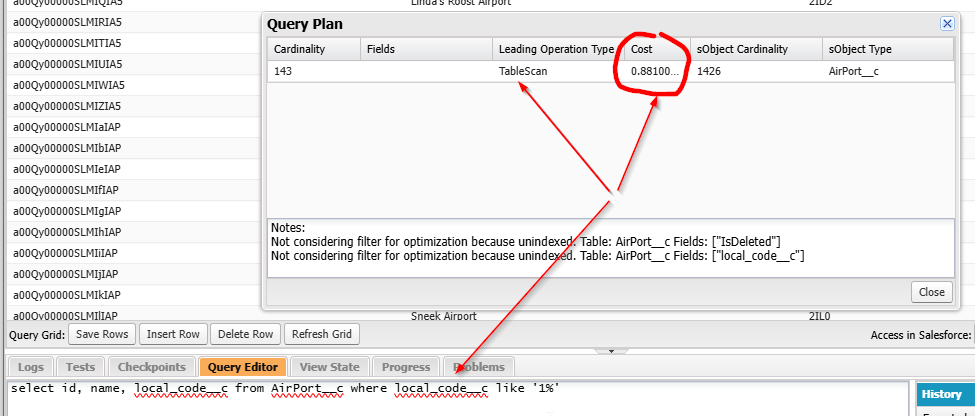 a00Qy00000SLMIQIA5 Linda's Roost Airport 2ID2
a00Qy00000SLMIRIA5
a00Qy00000SLMITIA5
a00Qy00000SLMIUIA5
a00Qy00000SLMIWIA5
a00Qy00000SLMIZIA5
a00Qy00000SLMIaIAP
a00Qy00000SLMIbIAP
a00Qy00000SLMIeIAP
a00Qy00000SLMIfIAP
a00Qy00000SLMIgIAP
a00Qy00000SLMIhIAP
a00Qy00000SLMIiIAP
a00Qy00000SLMIjIAP
a00Qy00000SLMIkIAP
a00Qy00000SLMIlIAP Sneek Airport 2IL0
Query Plan
Cardinality Fields Leading Operation Type Cost sObject Cardinality sObject Type
143 TableScan 0.88100... 1426 AirPort__c
Notes:
Not considering filter for optimization because unindexed. Table: AirPort__c Fields: ["IsDeleted"]
Not considering filter for optimization because unindexed. Table: AirPort__c Fields: ["local_code__c"]
Close
Query Grid: Save Rows Insert Row Delete Row Refresh Grid Access in Salesforce:
Logs Tests Checkpoints Query Editor View State Progress Problems
select id, name, local_code__c from AirPort__c where local_code__c like '1%'
History